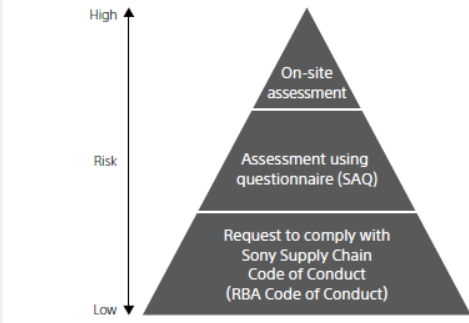 High
On-site
assessment
Risk
Assessment using
questionnaire (SAQ)
Request to comply with
Sony Supply Chain
Code of Conduct
(RBA Code of Conduct)
Low